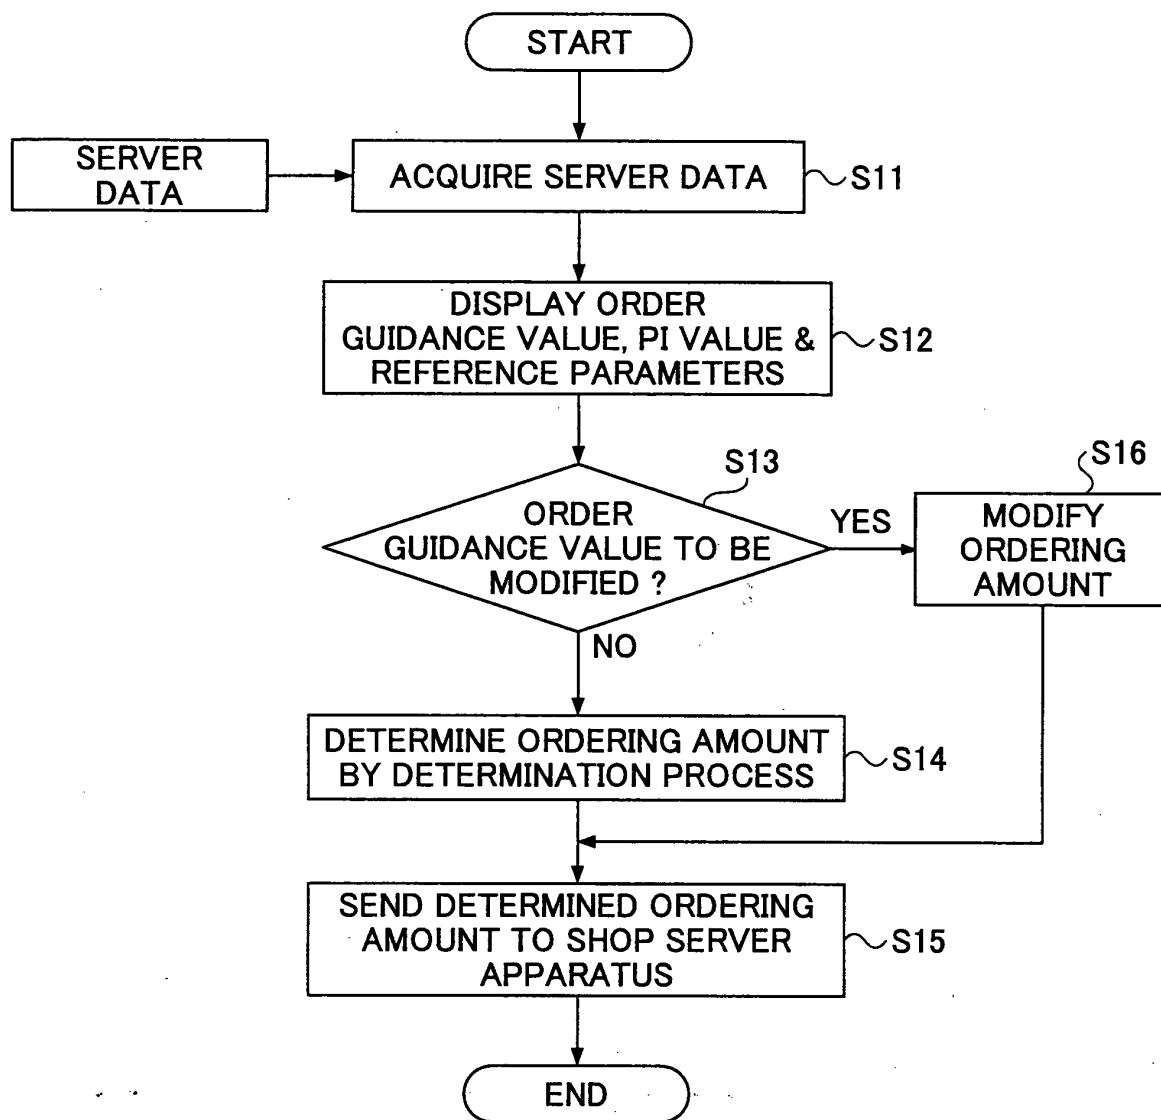 START
SERVER
DATA
ACQUIRE SERVER DATA
S11
DISPLAY ORDER
GUIDANCE VALUE, PI VALUE &
REFERENCE PARAMETERS
S12
S13
ORDER
GUIDANCE VALUE TO BE
MODIFIED ?
YES
S16
MODIFY
ORDERING
AMOUNT
NO
DETERMINE ORDERING AMOUNT
BY DETERMINATION PROCESS
S14
SEND DETERMINED ORDERING
AMOUNT TO SHOP SERVER
APPARATUS
S15
END